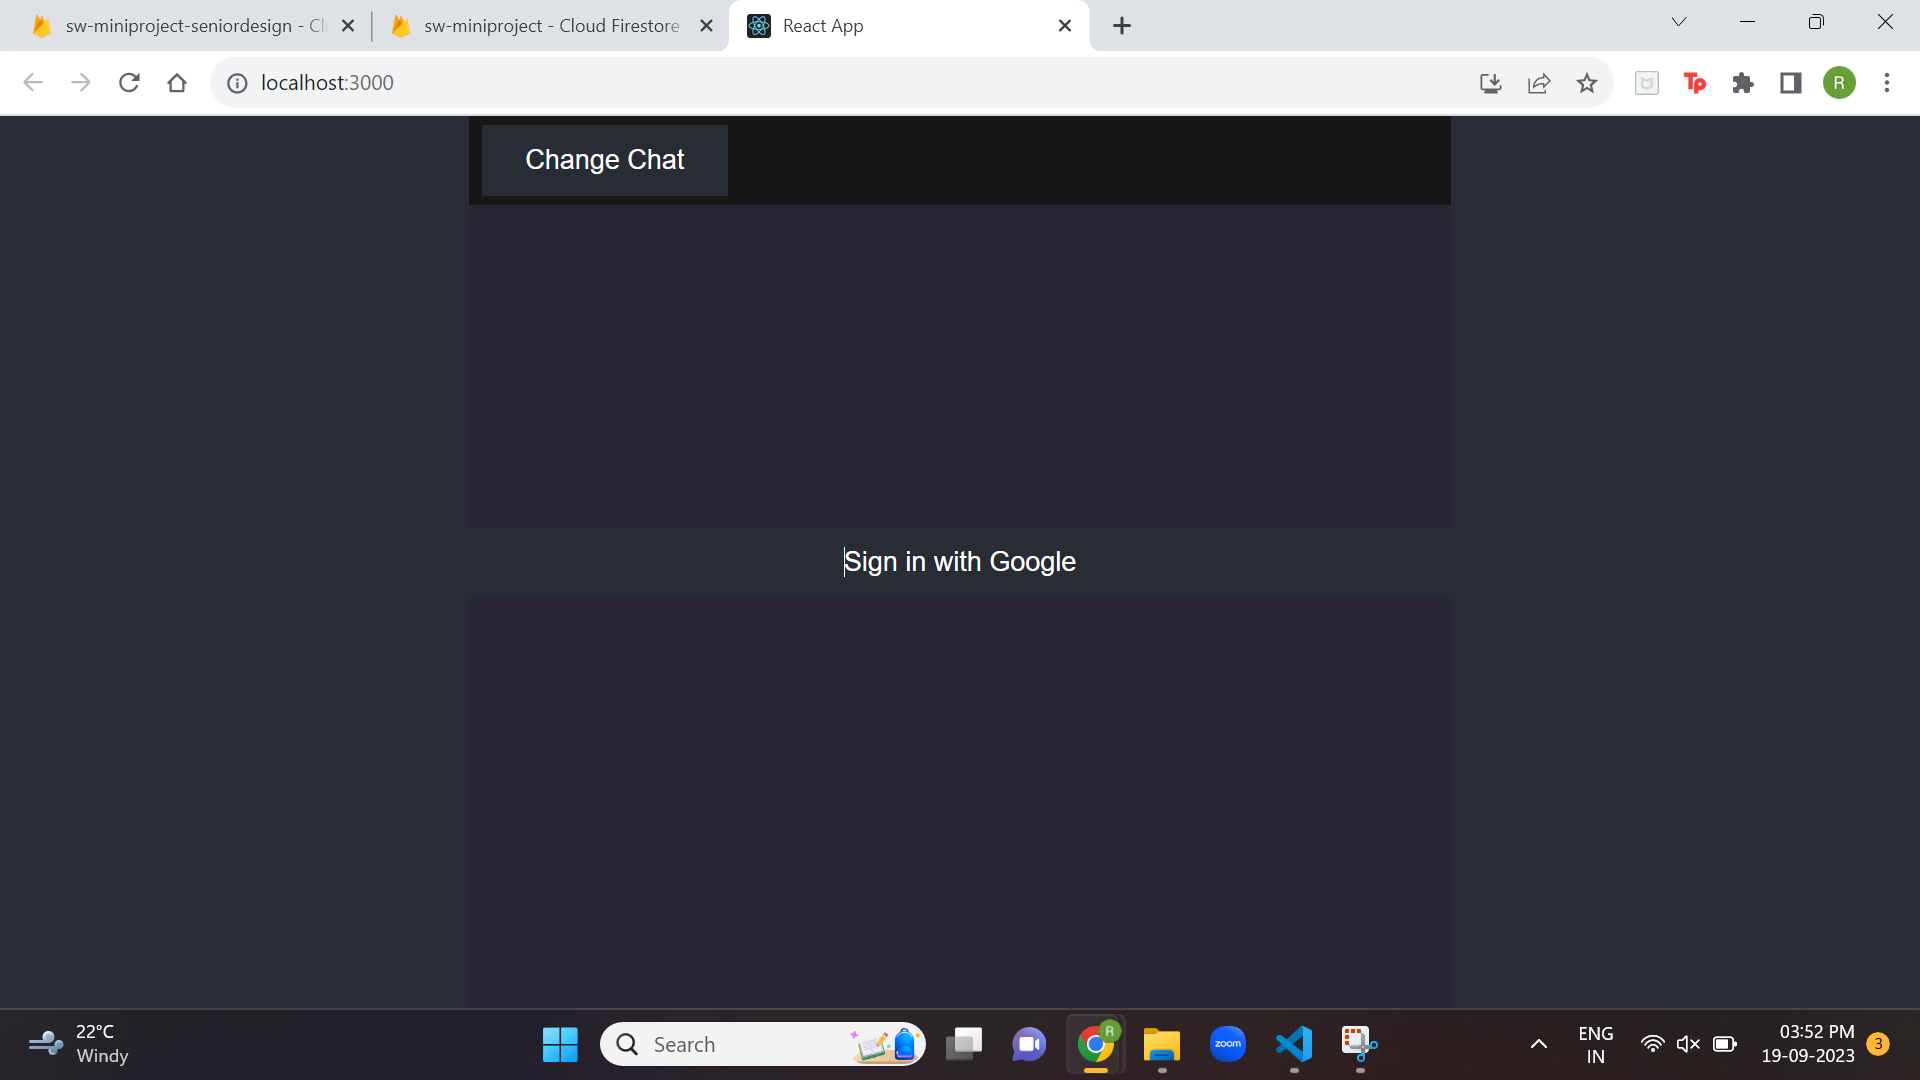 sw-miniproject-seniordesign - Cl
sw-miniproject - Cloud Firestore
React App
localhost:3000
Tp
R
Change Chat
Sign in with Google
22°C
Windy
Search
R
zoom
ENG
IN
03:52 PM
19-09-2023
3